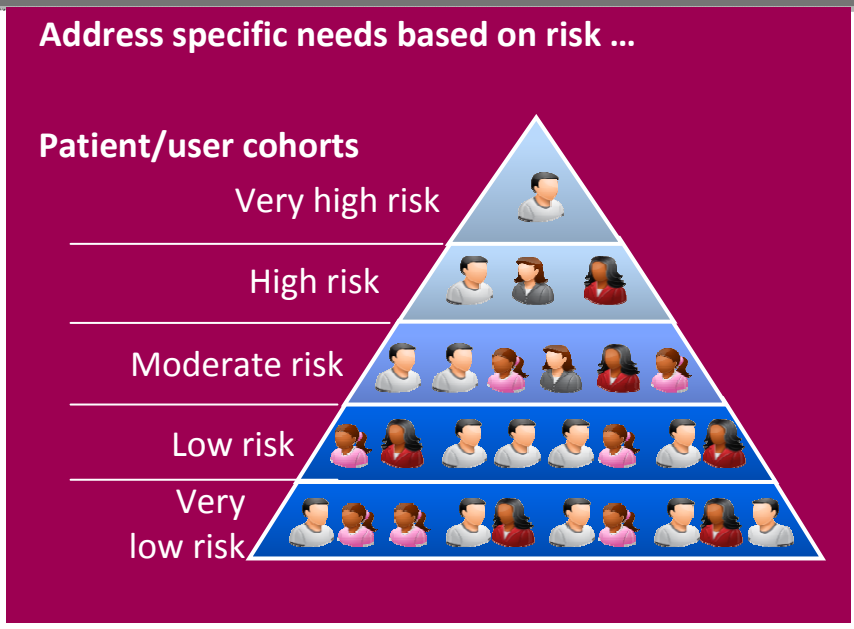 Address specific needs based on risk …
Patient/user cohorts
Very high risk
High risk
Moderate risk
Low risk
Very
low risk